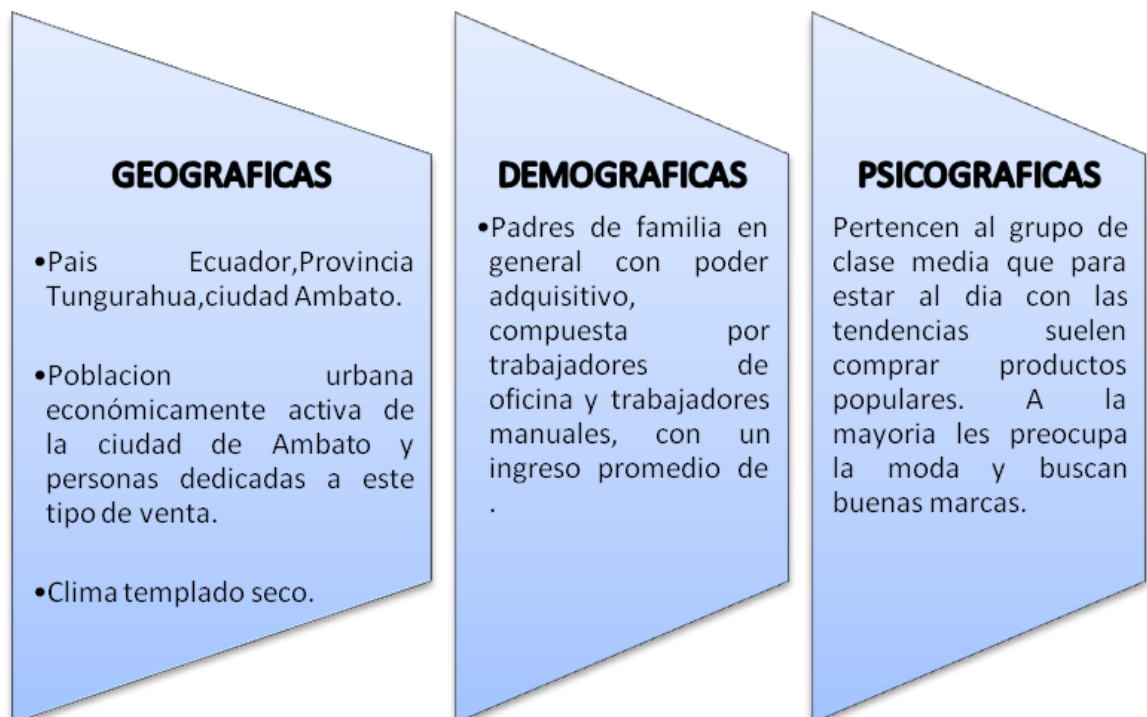 GEOGRAFICAS
•Pais Ecuador,Provincia
Tungurahua,ciudad Ambato.
•Poblacion urbana
económicamente activa de
la ciudad de Ambato y
personas dedicadas a este
tipo de venta.
•Clima templado seco.
DEMOGRAFICAS
•Padres de familia en
general con poder
adquisitivo,
compuesta por
trabajadores de
oficina y trabajadores
manuales, con un
ingreso promedio de
.
PSICOGRAFICAS
Pertencen al grupo de
clase media que para
estar al dia con las
tendencias suelen
comprar productos
populares. A la
mayoria les preocupa
la moda y buscan
buenas marcas.